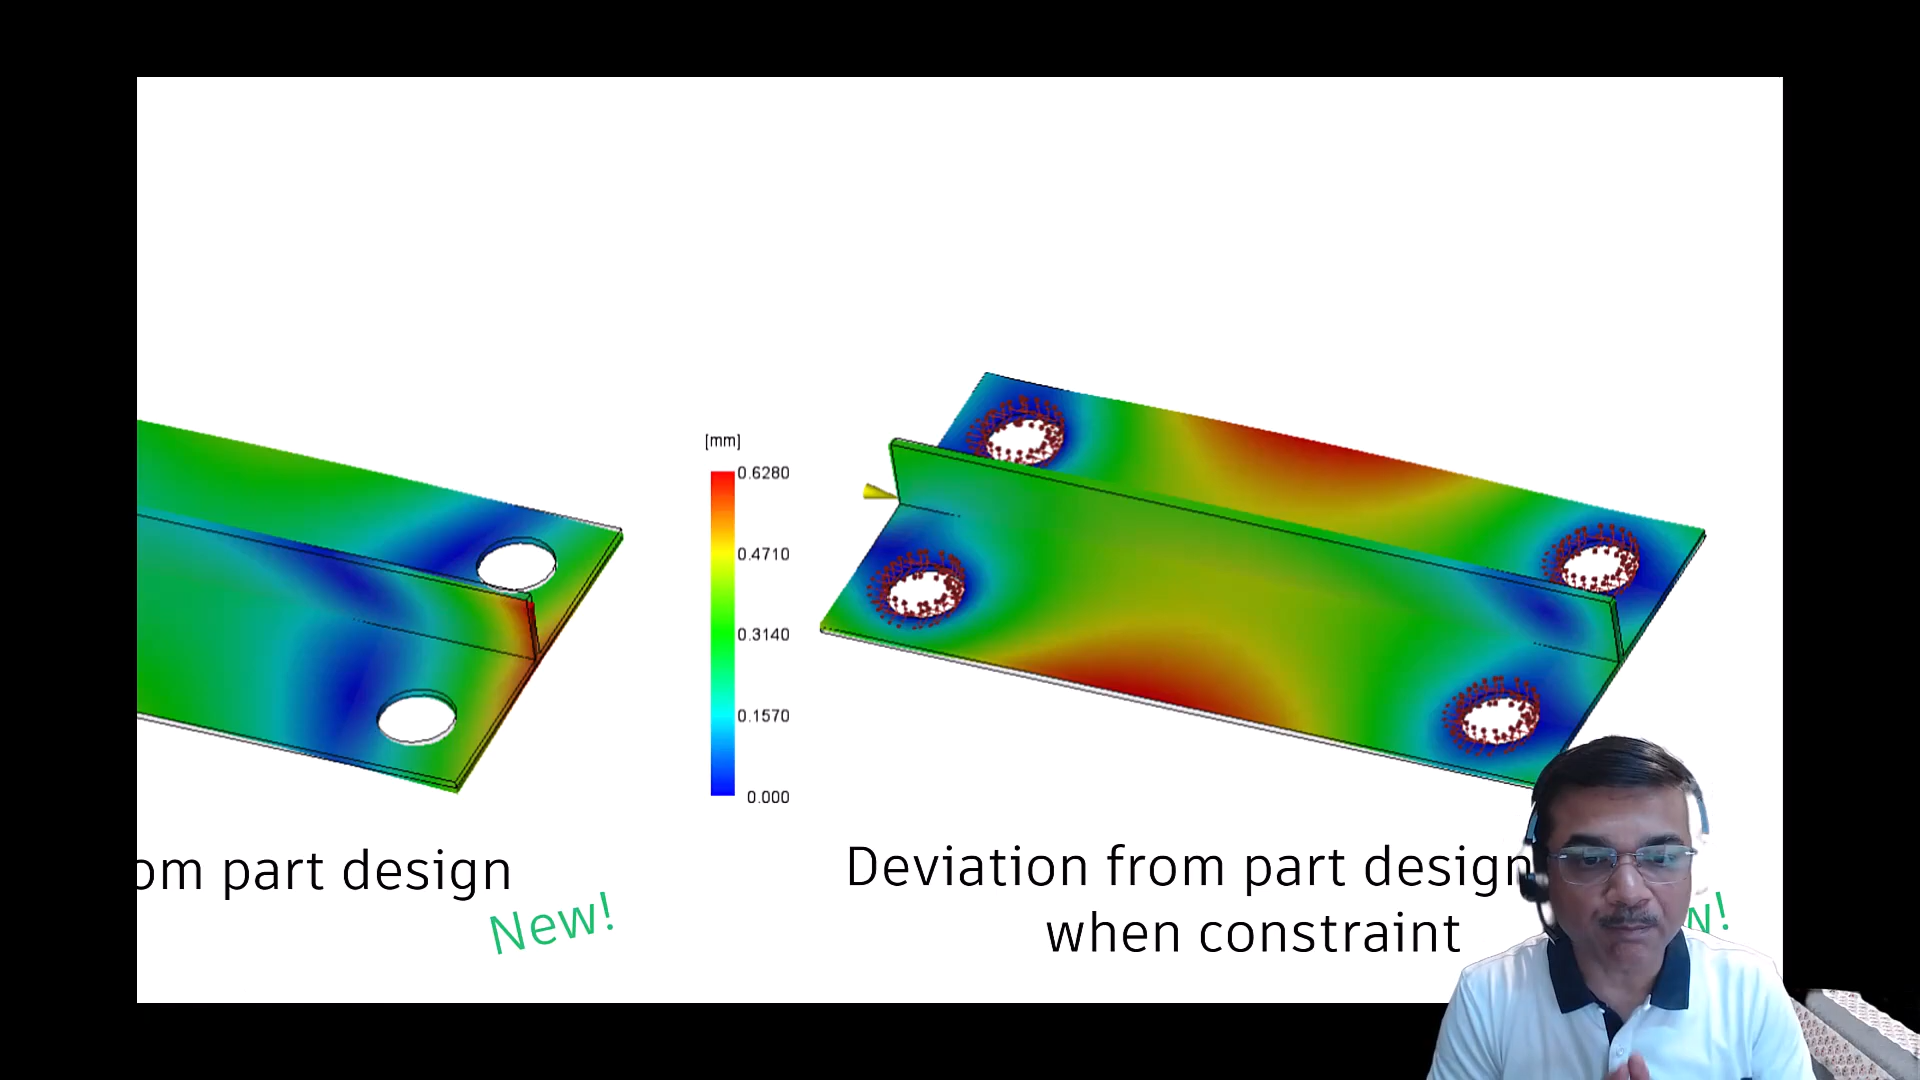 [mm]
0.6280
0.4710
0.3140
0.1570
0.000
part design
New!
Deviation from part design
when constraint